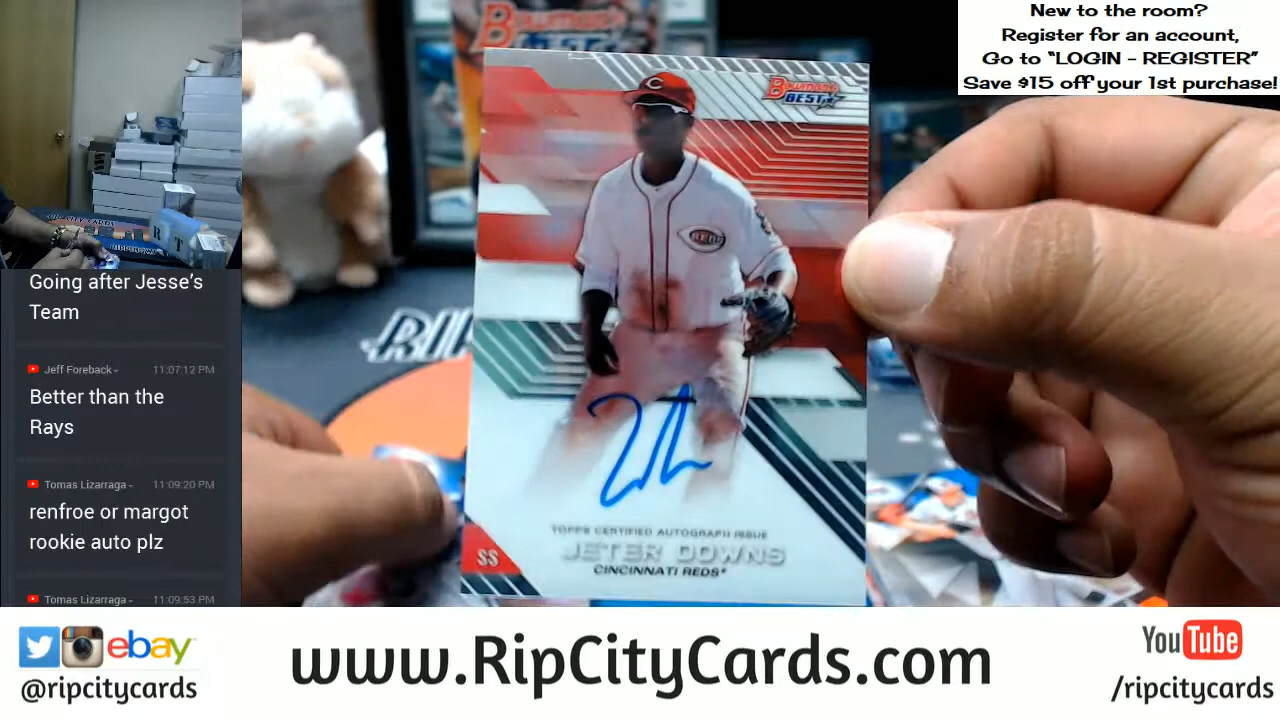 New to the room?
Register for an account,
Go to “LOGIN - REGISTER”
Save $15 off your 1st purchase!
Going after Jesse's
Team
Jeff Foreback
11:07:12 PM
Better than the
Rays
Tomas Lizarraga
11:09:20 PM
renfroe or margot
rookie auto plz
Tomas Lizarraga
11:09:53 PM
BOWMAN'S
BEST
C
REDS
TOPPS CERTIFIED AUTOGRAPH ISSUE
JETER DOWNS
CINCINNATI REDS
SS
ebay
@ripcitycards
www.RipCityCards.com
YouTube
/ripcitycards